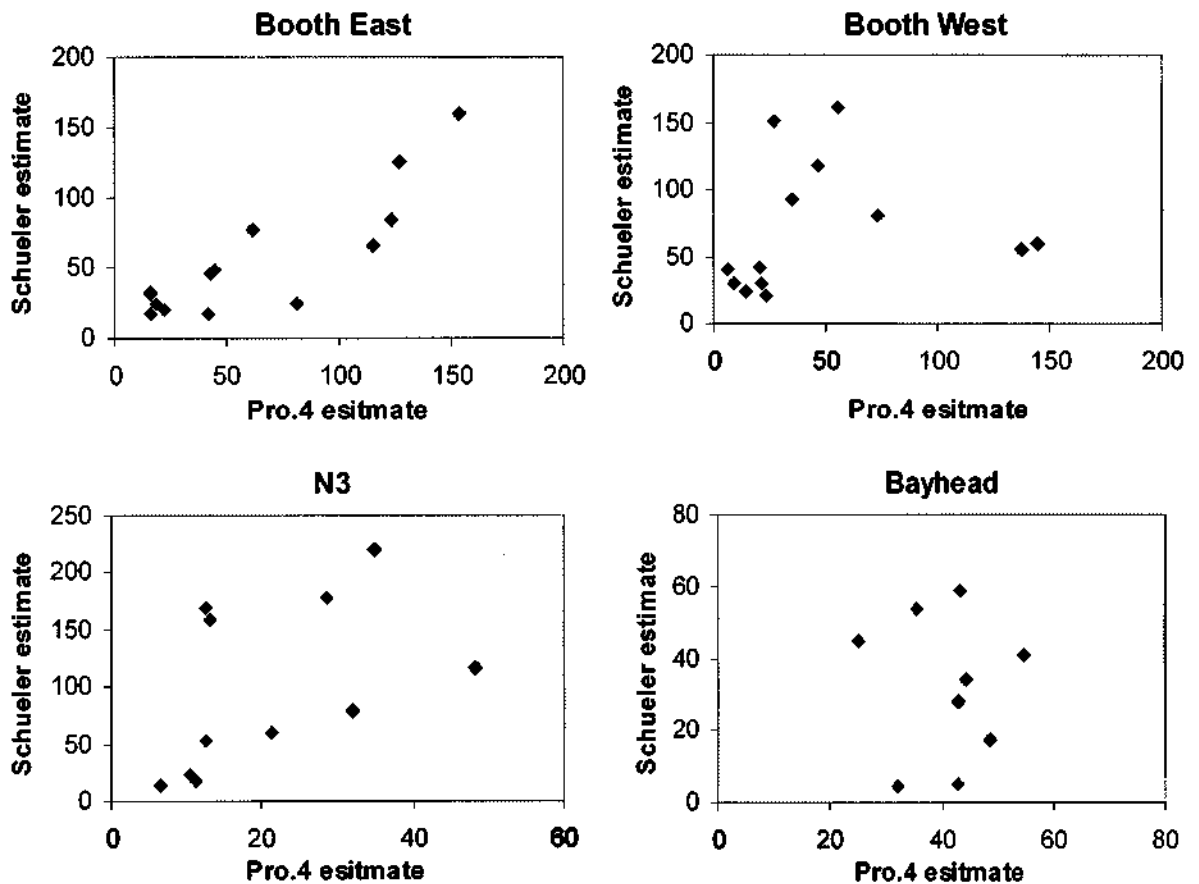 Booth East
200
150
100
50
0
Schueler estimate
0 50 100 150 200
Pro.4 esitmate
Booth West
200
150
100
50
0
Schueler estimate
0 50 100 150 200
Pro.4 esitmate
N3
250
200
150
100
50
0
Schueler estimate
0 20 40 60
Pro.4 esitmate
Bayhead
80
60
40
20
0
Schueler estimate
0 20 40 60 80
Pro.4 esitmate